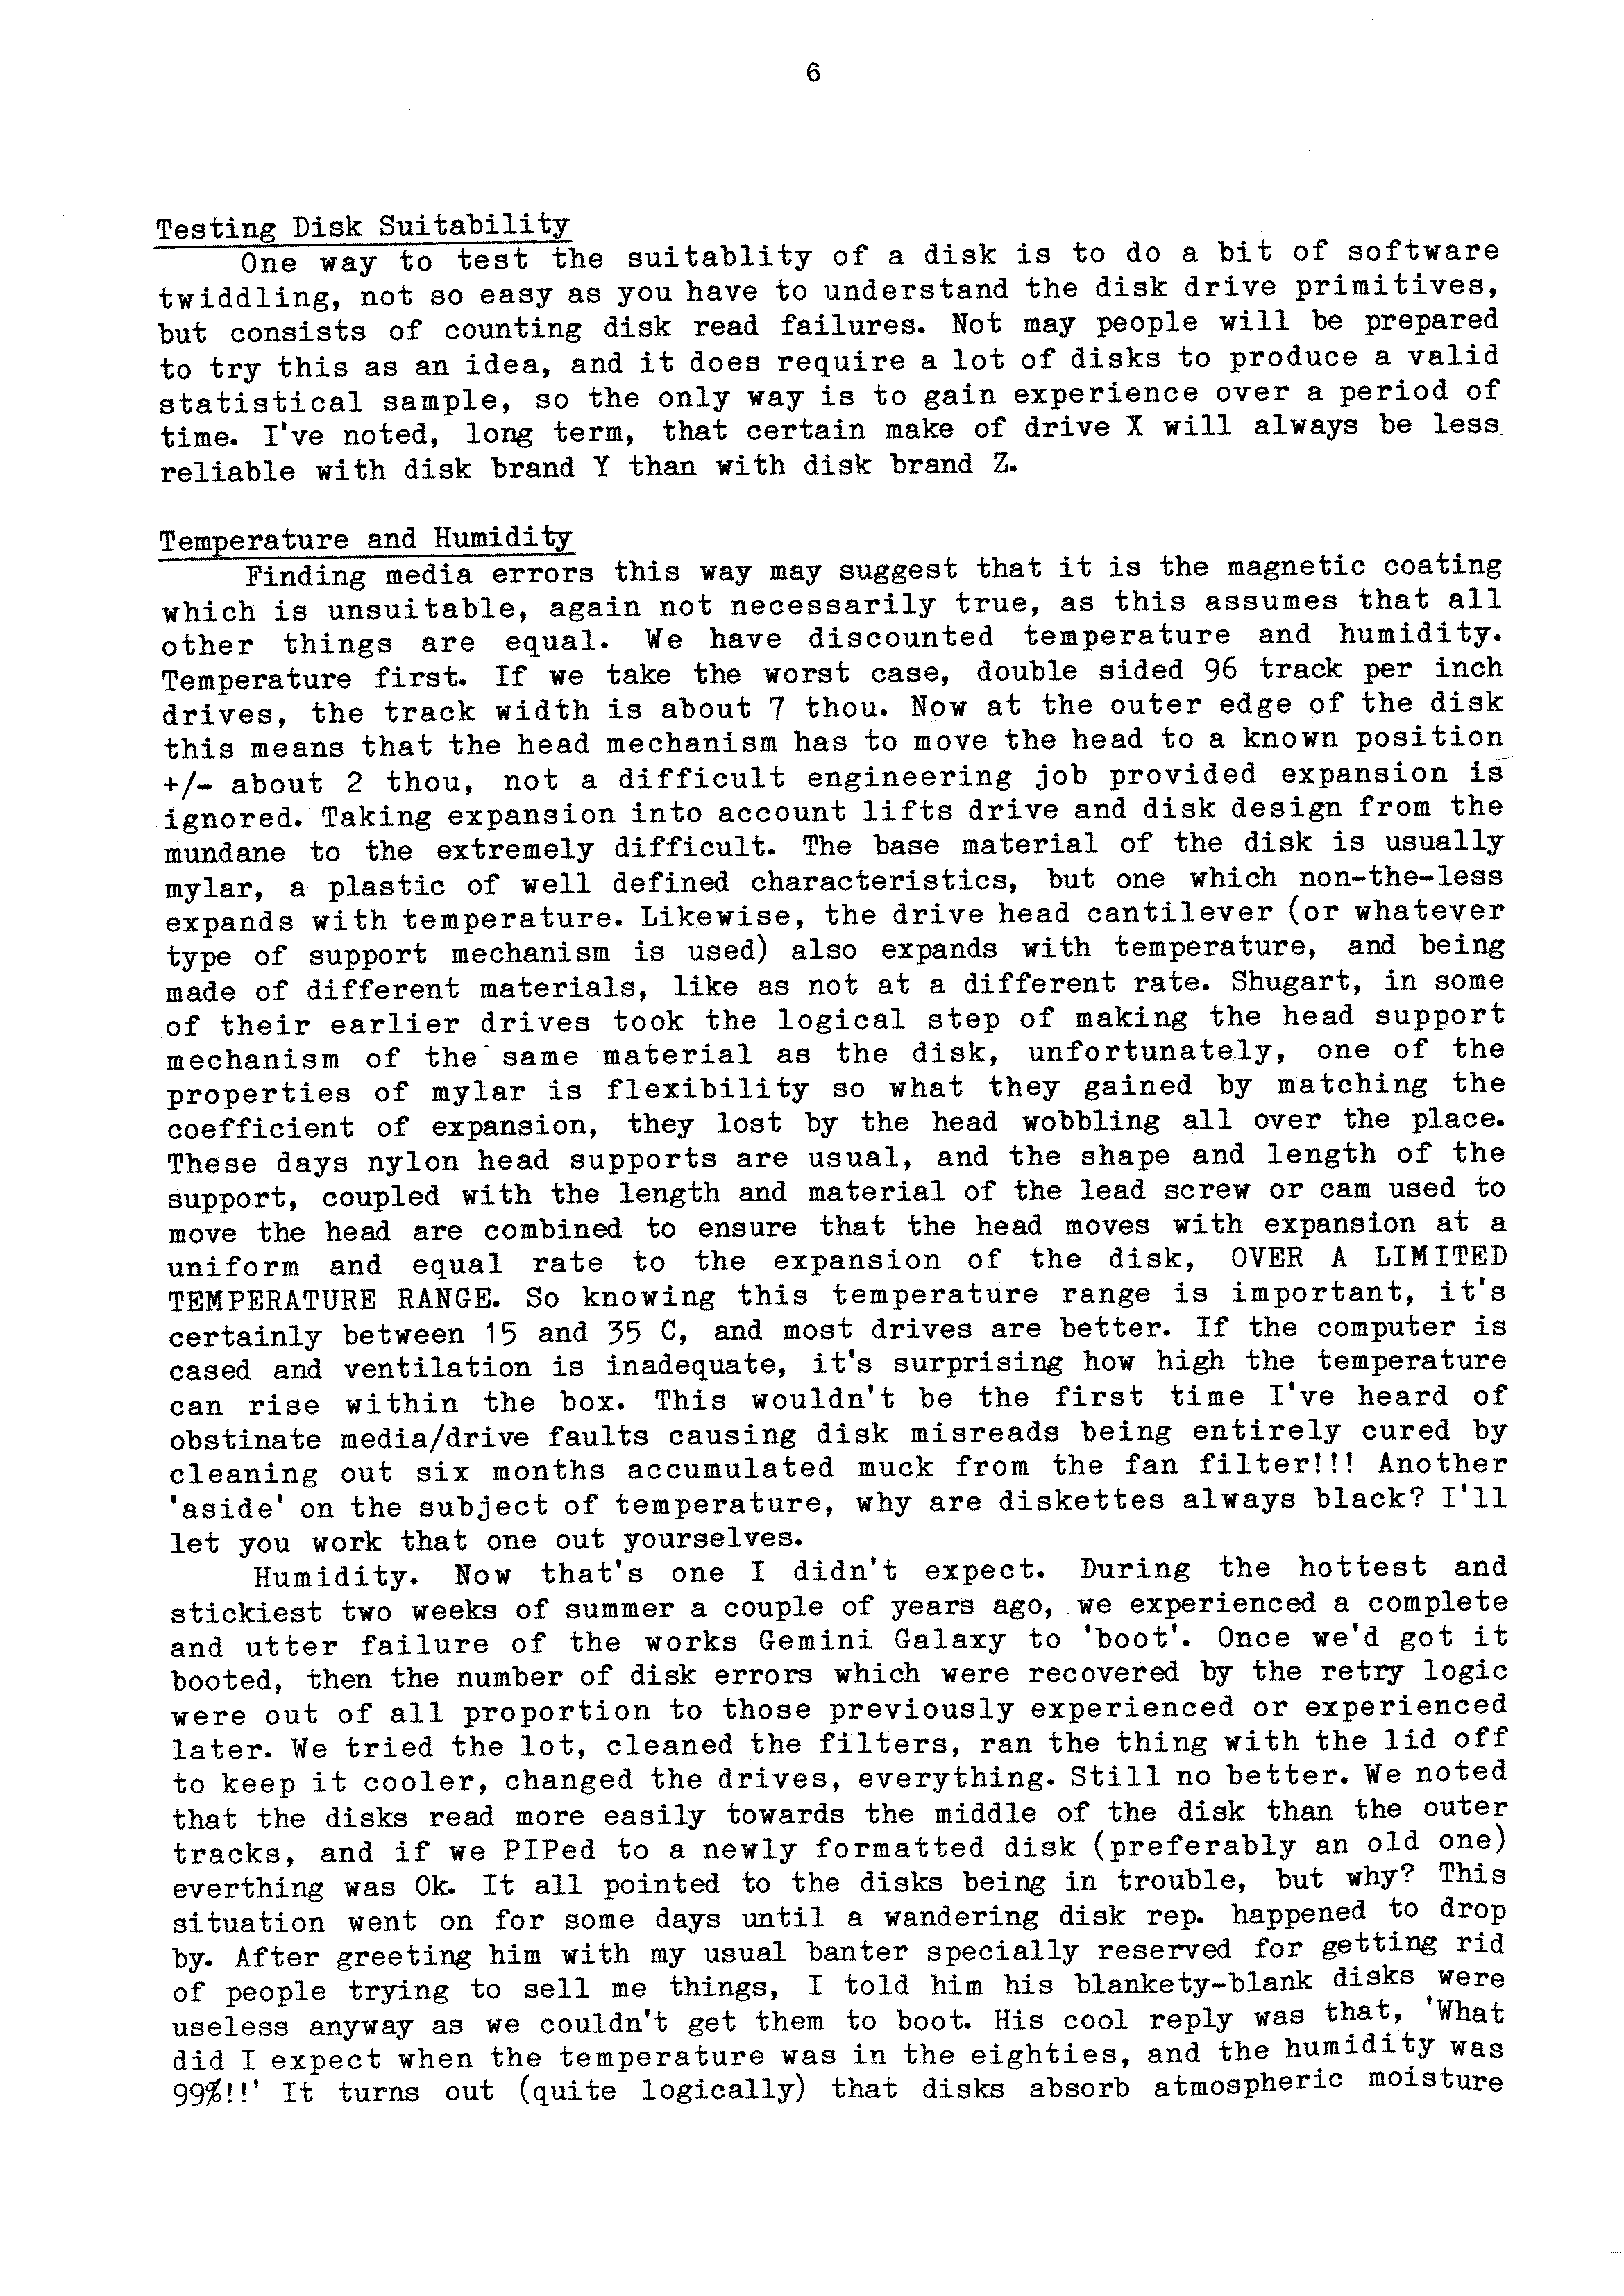 6
Testing Disk Suitability
One way to test the suitablity of a disk is to do a bit of software
twiddling, not so easy as you have to understand the disk drive primitives,
but consists of counting disk read failures. Not may people will be prepared
to try this as an idea, and it does require a lot of disks to produce a valid
statistical sample, so the only way is to gain experience over a period of
time. I've noted, long term, that certain make of drive X will always be less
reliable with disk brand Y than with disk brand Z.
Temperature and Humidity
Finding media errors this way may suggest that it is the magnetic coating
which is unsuitable, again not necessarily true, as this assumes that all
other things are equal. We have discounted temperature and humidity.
Temperature first. If we take the worst case, double sided 96 track per inch
drives, the track width is about 7 thou. Now at the outer edge of the disk
this means that the head mechanism has to move the head to a known position
+/- about 2 thou, not a difficult engineering job provided expansion is
ignored. Taking expansion into account lifts drive and disk design from the
mundane to the extremely difficult. The base material of the disk is usually
mylar, a plastic of well defined characteristics, but one which non-the-less
expands with temperature. Likewise, the drive head cantilever (or whatever
type of support mechanism is used) also expands with temperature, and being
made of different materials, like as not at a different rate. Shugart, in some
of their earlier drives took the logical step of making the head support
mechanism of the same material as the disk, unfortunately, one of the
properties of mylar is flexibility so what they gained by matching the
coefficient of expansion, they lost by the head wobbling all over the place.
These days nylon head supports are usual, and the shape and length of the
support, coupled with the length and material of the lead screw or cam used to
move the head are combined to ensure that the head moves with expansion at a
uniform and equal rate to the expansion of the disk, OVER A LIMITED
TEMPERATURE RANGE. So knowing this temperature range is important, it's
certainly between 15 and 35 C, and most drives are better. If the computer is
cased and ventilation is inadequate, it's surprising how high the temperature
can rise within the box. This wouldn't be the first time I've heard of
obstinate media/drive faults causing disk misreads being entirely cured by
cleaning out six months accumulated muck from the fan filter!!! Another
'aside' on the subject of temperature, why are diskettes always black? I'll
let you work that one out yourselves.
Humidity. Now that's one I didn't expect. During the hottest and
stickiest two weeks of summer a couple of years ago, we experienced a complete
and utter failure of the works Gemini Galaxy to 'boot'. Once we'd got it
booted, then the number of disk errors which were recovered by the retry logic
were out of all proportion to those previously experienced or experienced
later. We tried the lot, cleaned the filters, ran the thing with the lid off
to keep it cooler, changed the drives, everything. Still no better. We noted
that the disks read more easily towards the middle of the disk than the outer
tracks, and if we PIPed to a newly formatted disk (preferably an old one)
everthing was Ok. It all pointed to the disks being in trouble, but why? This
situation went on for some days until a wandering disk rep. happened to drop
by. After greeting him with my usual banter specially reserved for getting rid
of people trying to sell me things, I told him his blankety-blank disks were
useless anyway as we couldn't get them to boot. His cool reply was that, 'What
did I expect when the temperature was in the eighties, and the humidity was
99%!!' It turns out (quite logically) that disks absorb atmospheric moisture